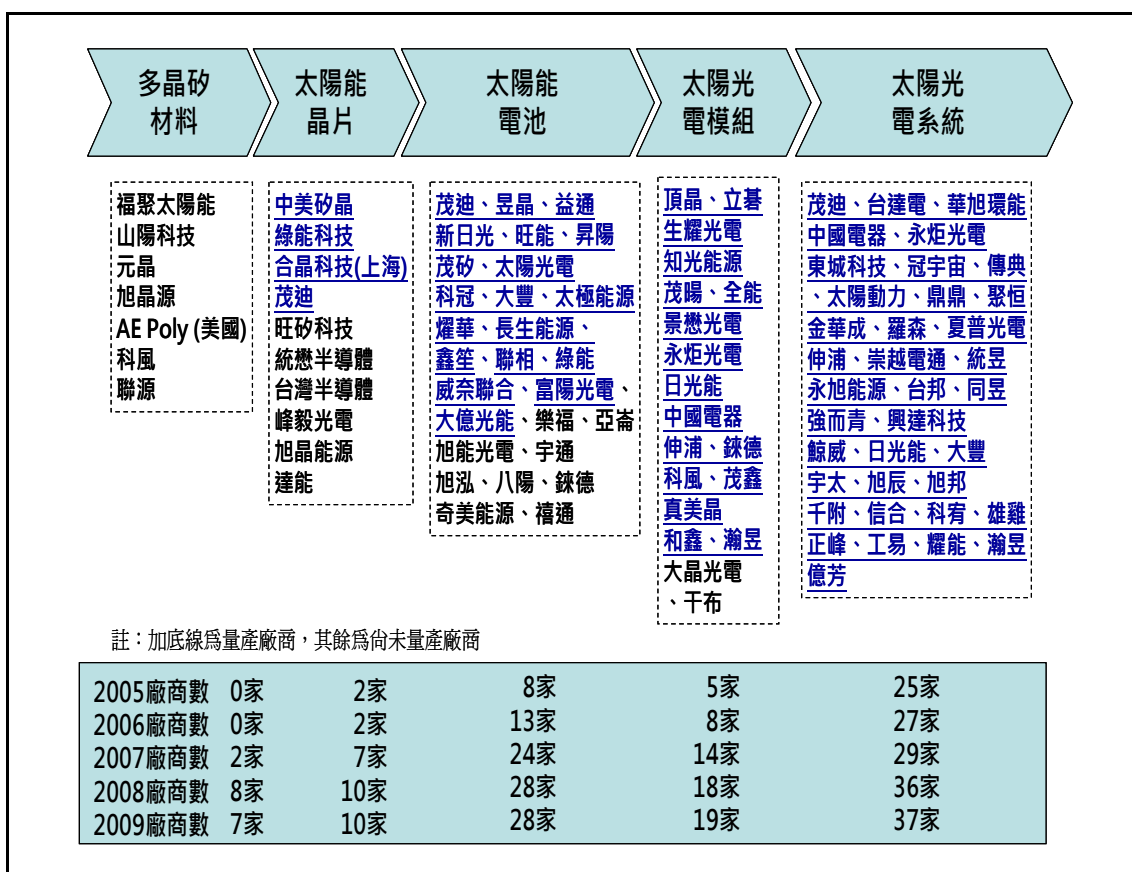 多晶矽
材料
太陽能
晶片
太陽能
電池
太陽光
電模組
太陽光
電系統
福聚太陽能
山陽科技
元晶
旭晶源
AE Poly (美國)
科風
聯源
中美矽晶
綠能科技
合晶科技(上海)
茂迪
旺矽科技
統懋半導體
台灣半導體
峰毅光電
旭晶能源
達能
茂迪、昱晶、益通
新日光、旺能、昇陽
茂矽、太陽光電
科冠、大豐、太極能源
燿華、長生能源、
鑫笙、聯相、綠能
威奈聯合、富陽光電、
大億光能、樂福、亞崙
旭能光電、宇通
旭泓、八陽、錸德
奇美能源、禧通
頂晶、立碁
生耀光電
知光能源
茂暘、全能
景懋光電
永炬光電
日光能
中國電器
伸浦、錸德
科風、茂鑫
真美晶
和鑫、瀚昱
大晶光電
、干布
茂迪、台達電、華旭環能
中國電器、永炬光電
東城科技、冠宇宙、傳典
、太陽動力、鼎鼎、聚恒
金華成、羅森、夏普光電
伸浦、崇越電通、統昱
永旭能源、台邦、同昱
強而青、興達科技
鯨威、日光能、大豐
宇太、旭辰、旭邦
千附、信合、科宥、雄雞
正峰、工易、耀能、瀚昱
億芳
註：加底線為量產廠商，其餘為尚未量產廠商
2005廠商數 0家 2家 8家 5家 25家
2006廠商數 0家 2家 13家 8家 27家
2007廠商數 2家 7家 24家 14家 29家
2008廠商數 8家 10家 28家 18家 36家
2009廠商數 7家 10家 28家 19家 37家